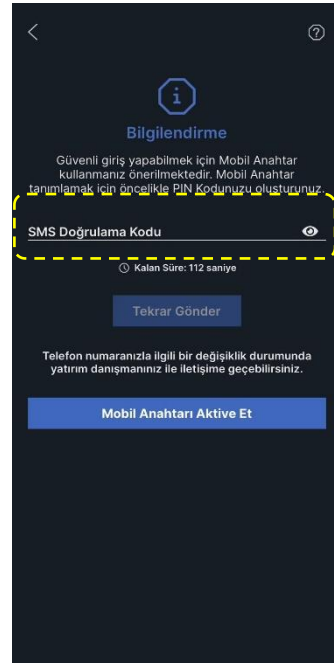 Bilgilendirme
Güvenli giriş yapabilmek için Mobil Anahtar
kullanmanız önerilmektedir. Mobil Anahtar
tanımlamak için öncelikle PIN Kodunuzu oluşturunuz.
SMS Doğrulama Kodu
Kalan Süre: 112 saniye
Tekrar Gönder
Telefon numaranızla ilgili bir değişiklik durumunda
yatırım danışmanınız ile iletişime geçebilirsiniz.
Mobil Anahtarı Aktive Et